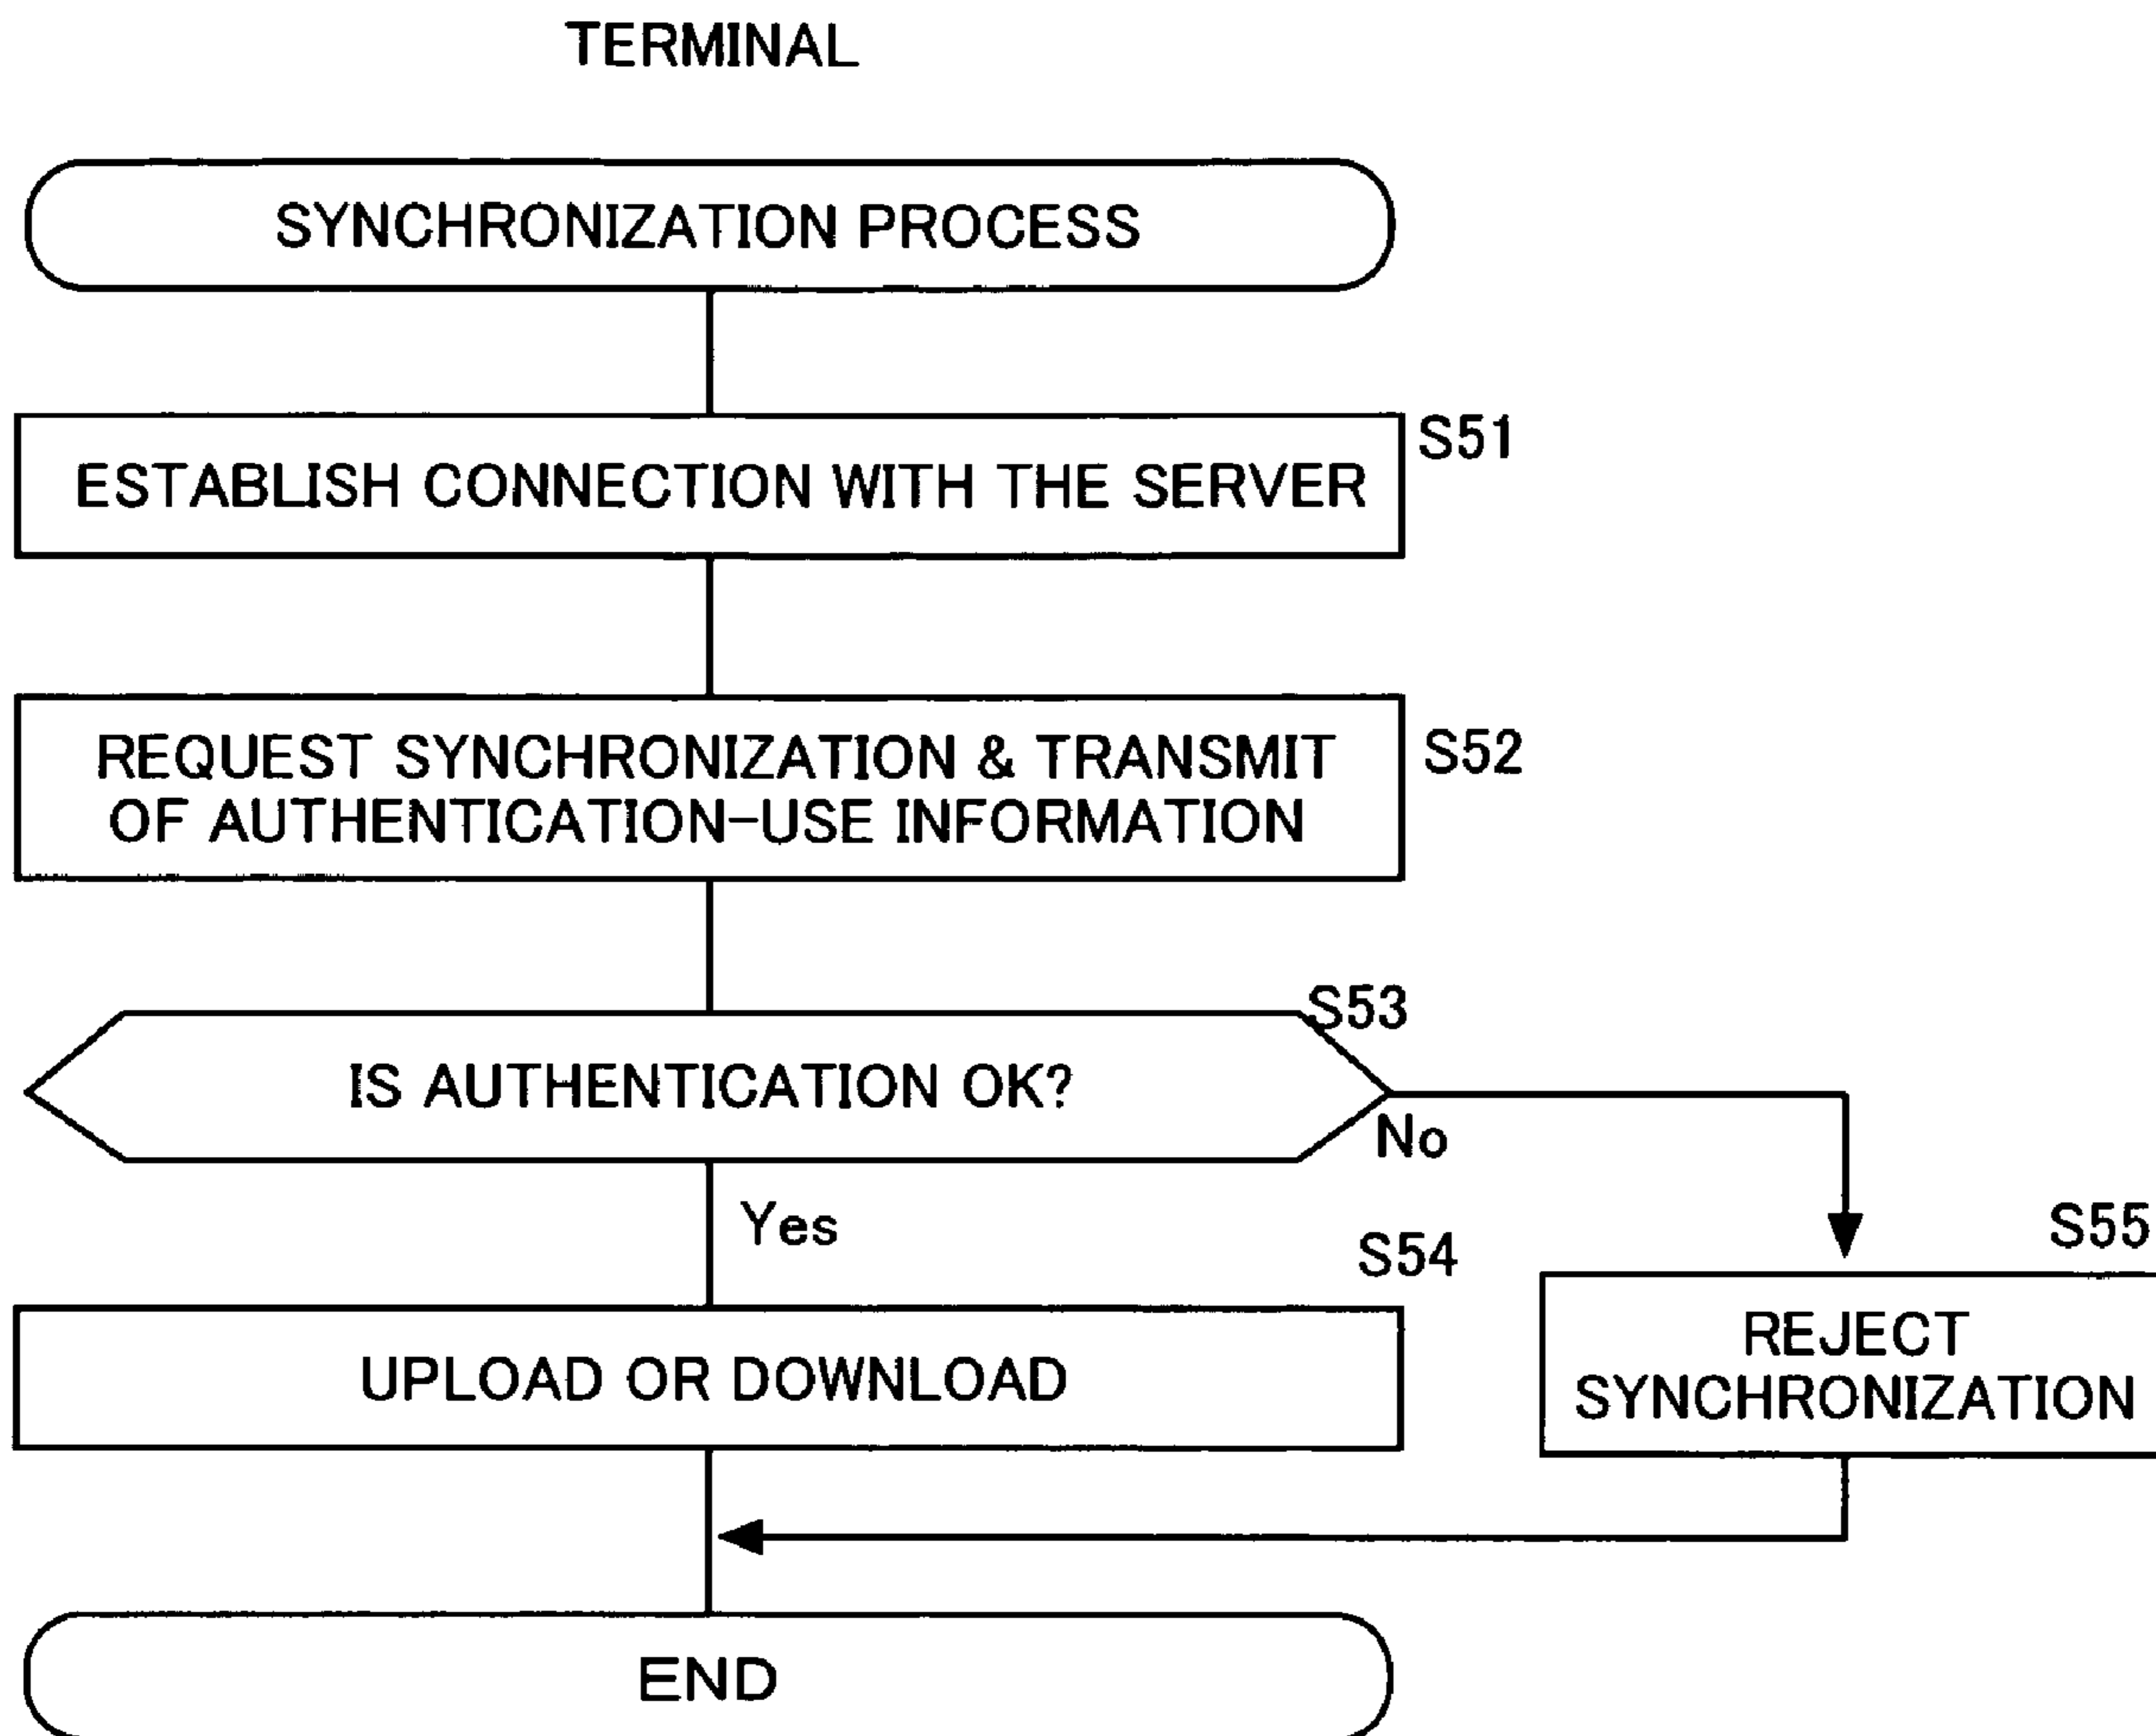 TERMINAL
SYNCHRONIZATION PROCESS
S51
ESTABLISH CONNECTION WITH THE SERVER
S52
REQUEST SYNCHRONIZATION & TRANSMIT
OF AUTHENTICATION-USE INFORMATION
S53
IS AUTHENTICATION OK?
No
Yes
S54
S55
UPLOAD OR DOWNLOAD
REJECT
SYNCHRONIZATION
END